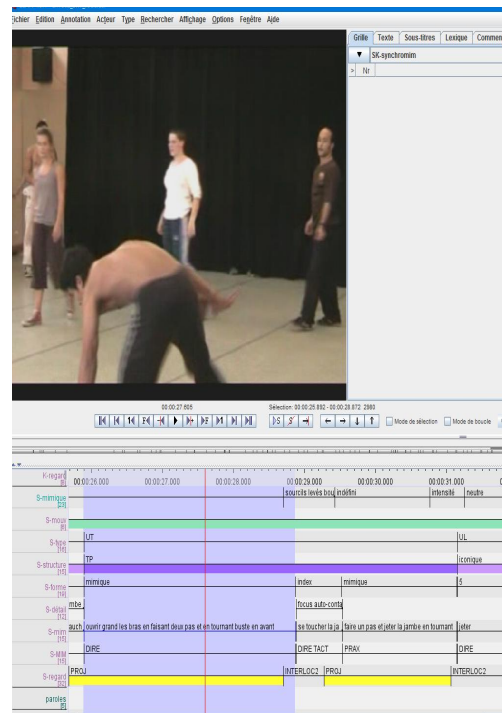 Fichier Edition Annotation Acteur Type Rechercher Affichage Options Fenêtre Aide
Grille Texte Sous-titres Lexique Commen
SK-synchromim
> Nr
00:00:27.605
Sélection: 00:00:25.892 - 00:00:28.872 2980
Mode de sélection Mode de boucle
K-regard
00:00:26.000 00:00:27.000 00:00:28.000 00:00:29.000 00:00:30.000 00:00:31.000
S-mimique
[23]
sourcils levés bou indéfini intensité neutre
S-mouv
S-type
UT UL
S-structure
TP iconique
S-forme
mimique index mimique 5
S-détail
[12]
mbe focus auto-conta
S-mim
auch ouvrir grand les bras en faisant deux pas et en tournant buste en avant se toucher la ja faire un pas et jeter la jambe en tournant jeter
S-MM
DIRE DIRE TACT PRAX DIRE
S-regard
PROJ INTERLOC2 PROJ INTERLOC2
paroles